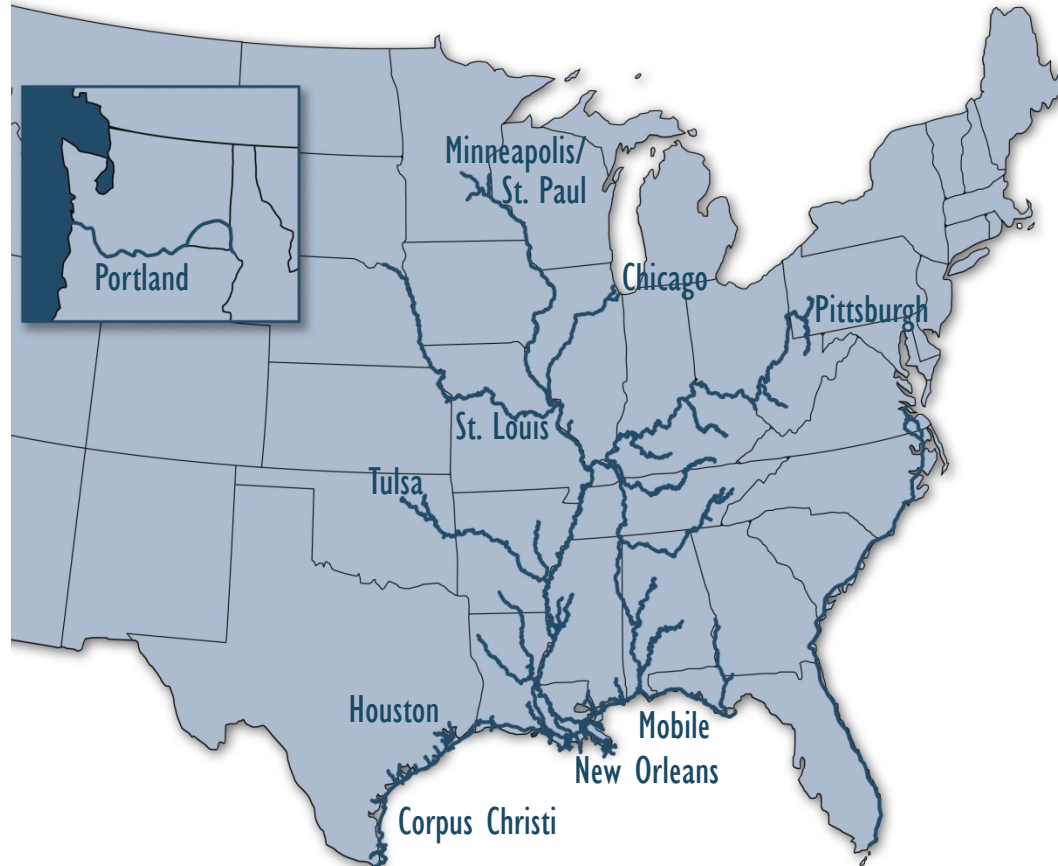 Minneapolis/
St. Paul
Portland
Chicago
Pittsburgh
St. Louis
Tulsa
Houston
Mobile
New Orleans
Corpus Christi